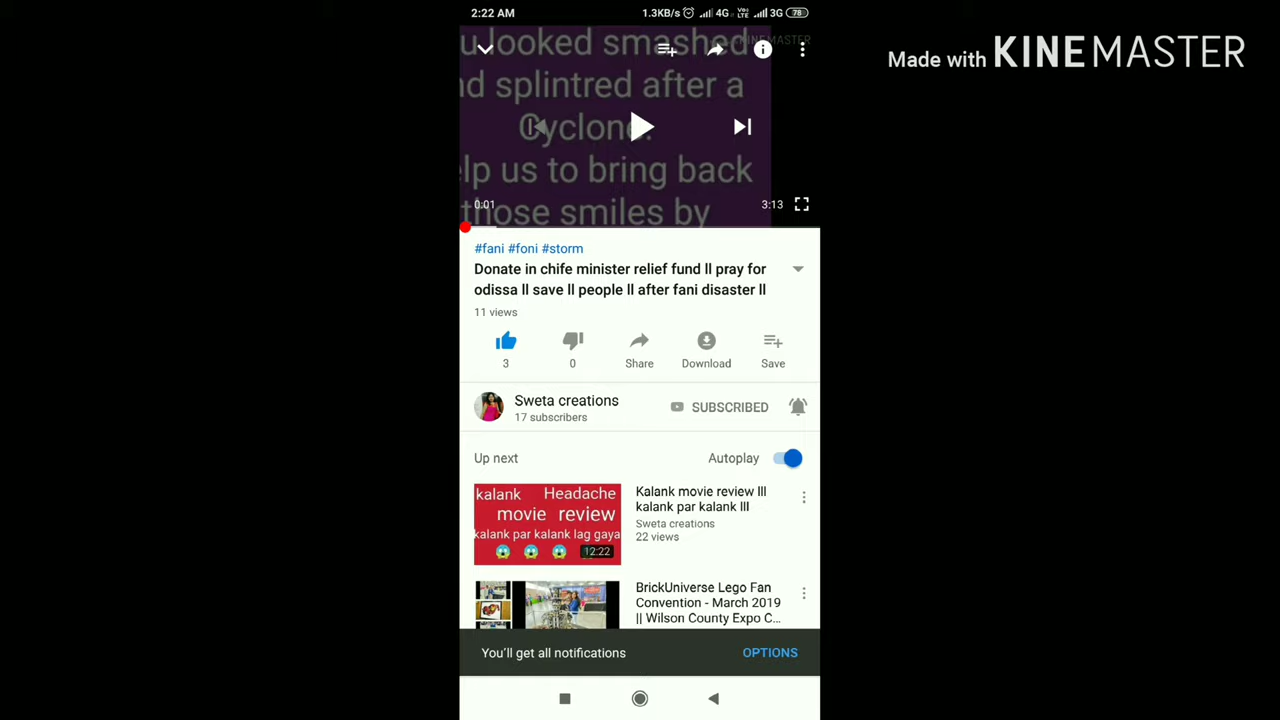 2:22 AM 1.3KB/s 4G VoLTE 3G 78
Made with KINEMASTER
u looked smashed
nd splintred after a
Cyclone.
elp us to bring back
those smiles by
0:01 3:13
#fani #foni #storm
Donate in chife minister relief fund ll pray for
odissa ll save ll people ll after fani disaster ll
11 views
3 0 Share Download Save
Sweta creations
17 subscribers
SUBSCRIBED
Up next Autoplay
kalank Headache
movie review
kalank par kalank lag gaya
12:22
Kalank movie review lll
kalank par kalank lll
Sweta creations
22 views
BrickUniverse Lego Fan
Convention - March 2019
|| Wilson County Expo C...
You'll get all notifications OPTIONS